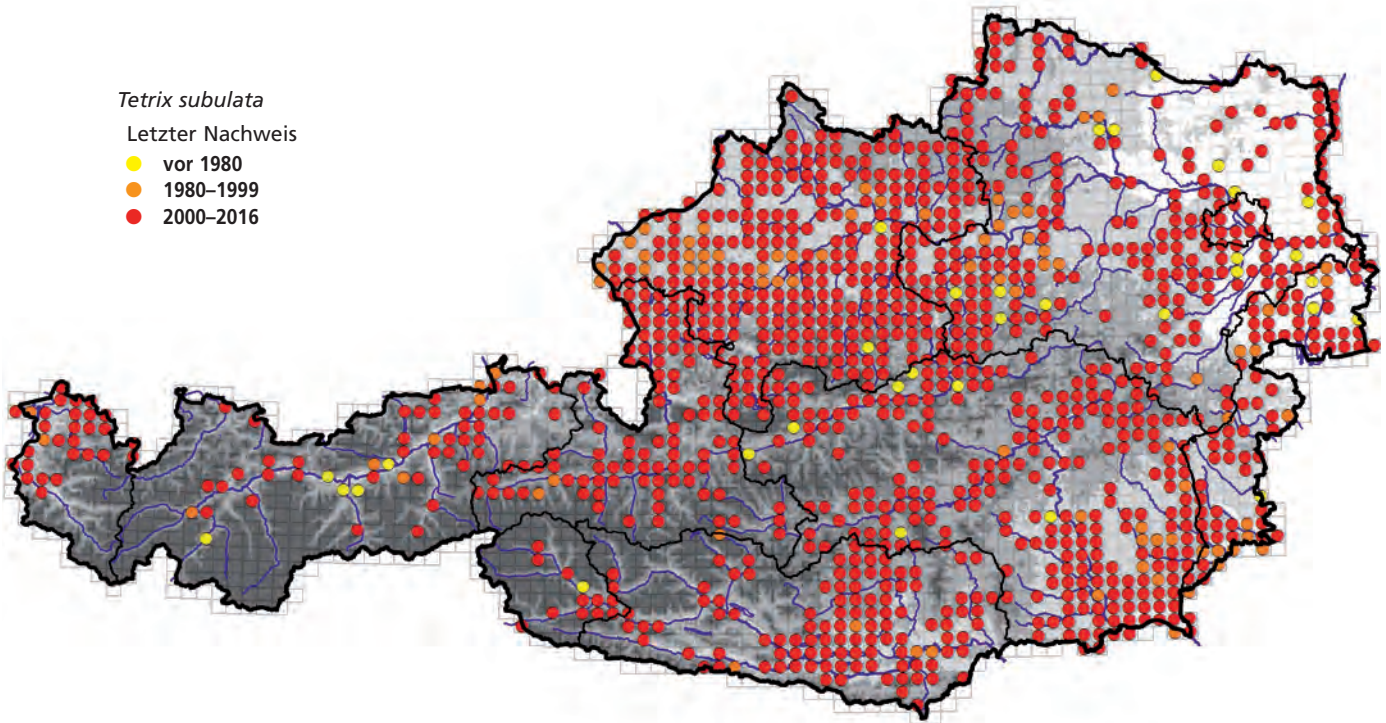 Tetrix subulata
Letzter Nachweis
vor 1980
1980–1999
2000–2016